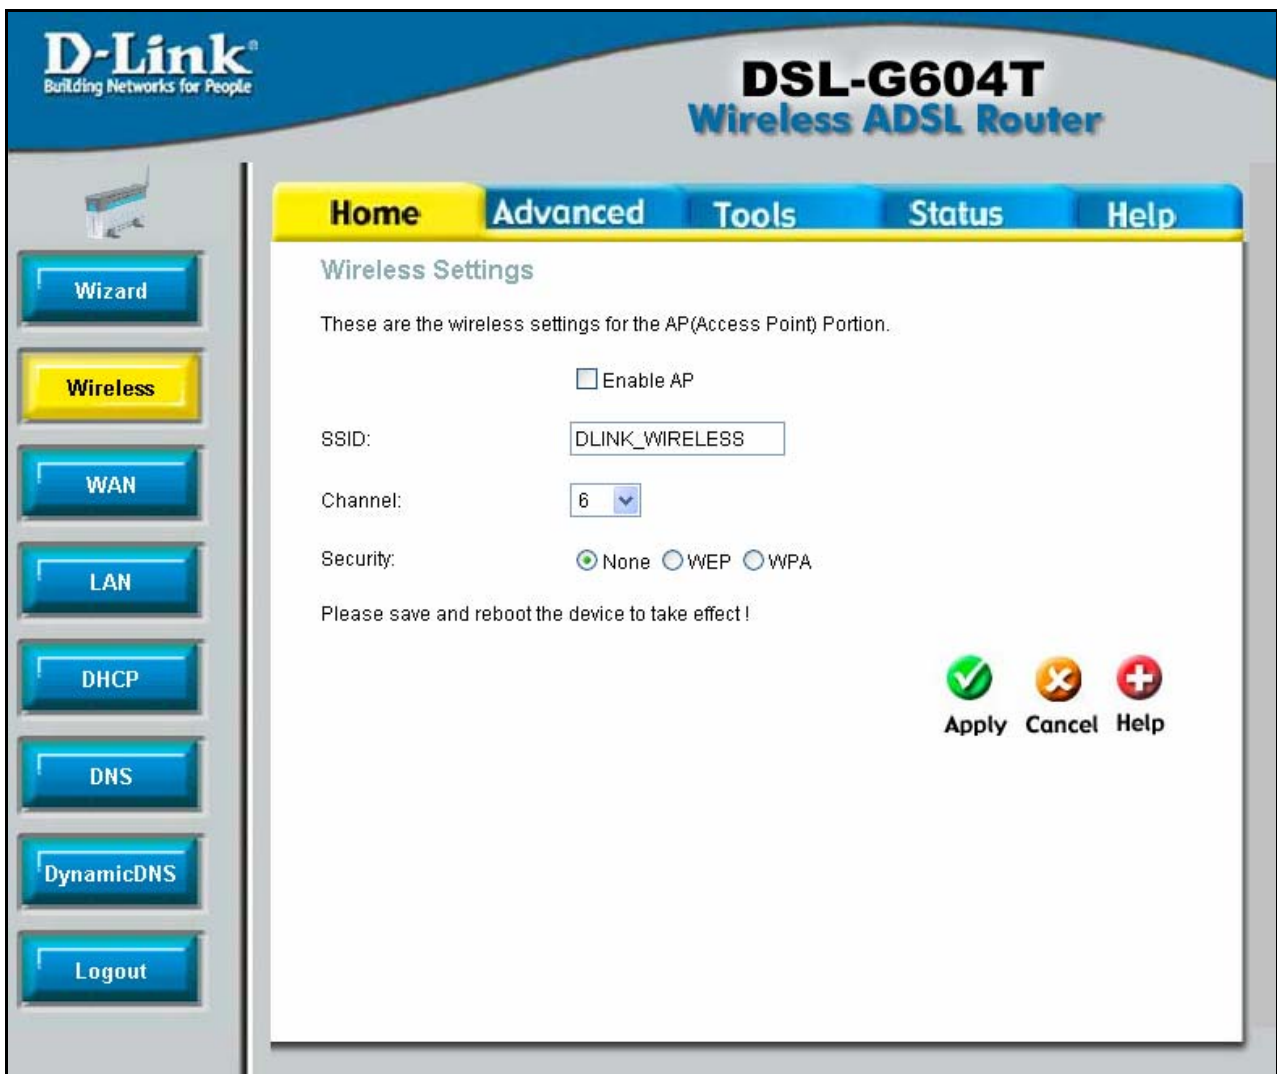 D-Link®
Building Networks for People
DSL-G604T
Wireless ADSL Router
Home Advanced Tools Status Help
Wizard
Wireless
WAN
LAN
DHCP
DNS
DynamicDNS
Logout
Wireless Settings
These are the wireless settings for the AP(Access Point) Portion.
Enable AP
SSID: DLINK_WIRELESS
Channel: 6
Security: None WEP WPA
Please save and reboot the device to take effect !
Apply Cancel Help